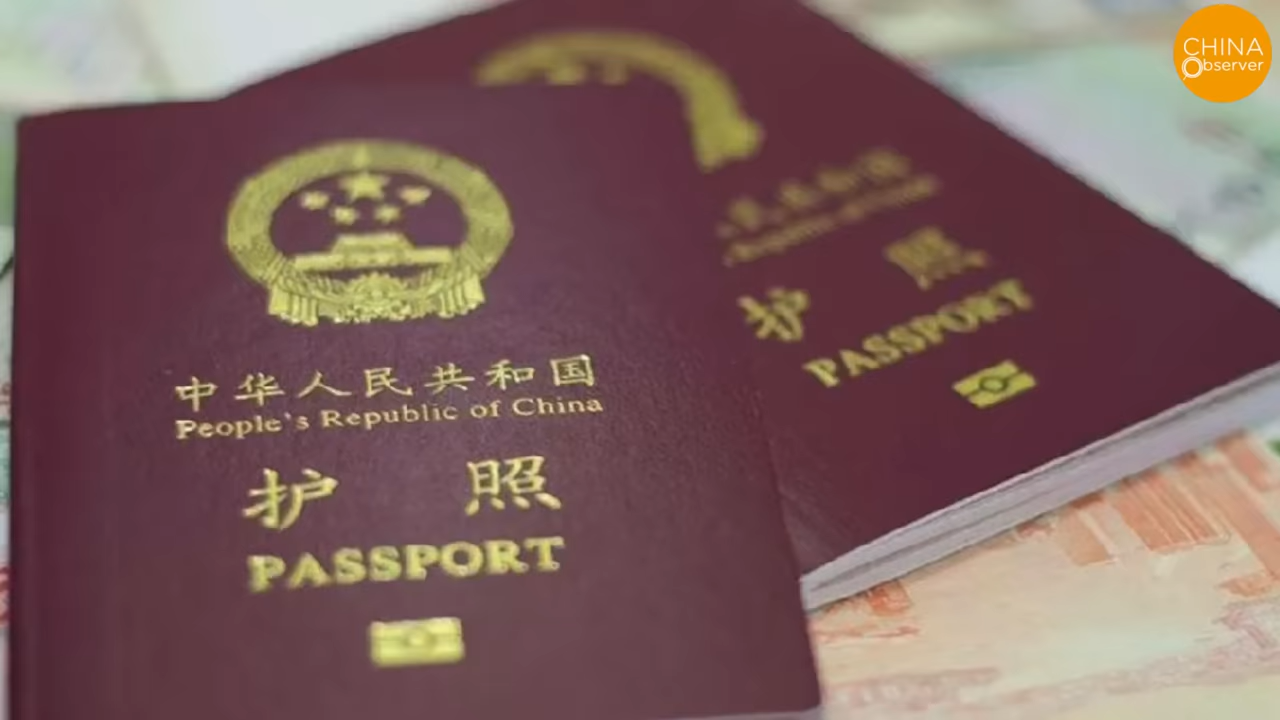 CHINA
Observer
中华人民共和国
People's Republic of China
护照
PASSPORT
护照
PASSPORT